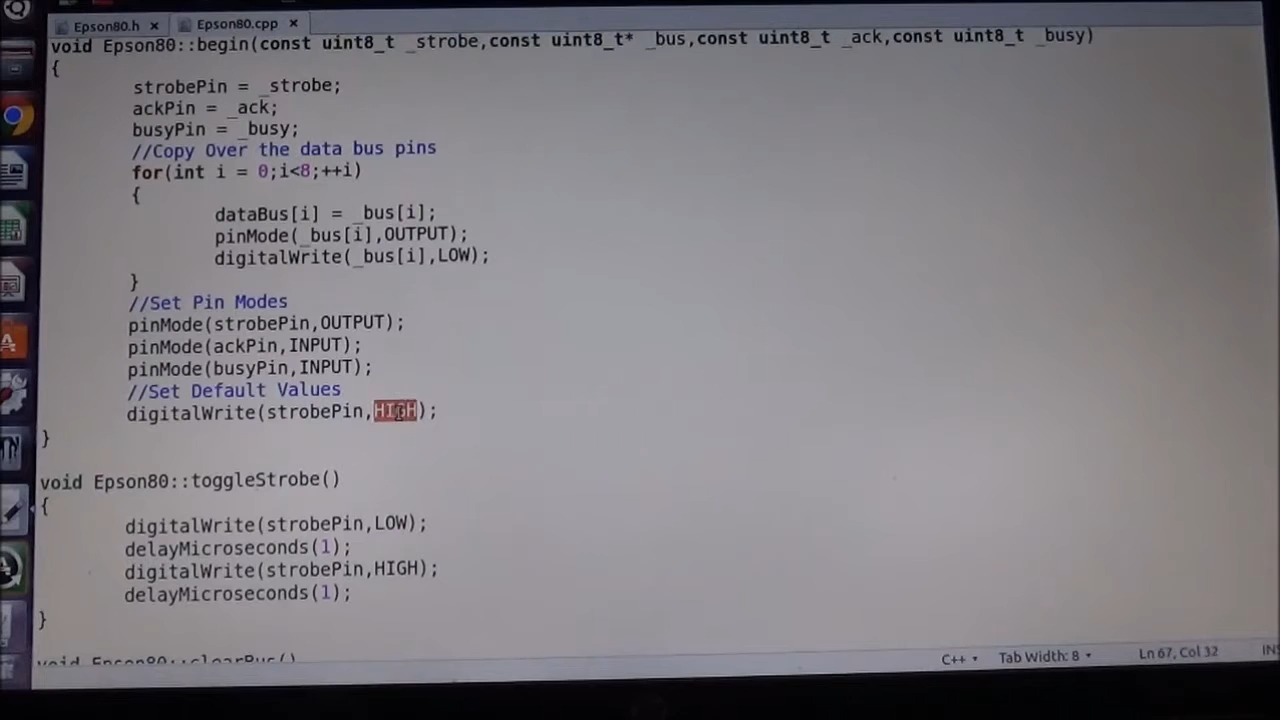 Epson80.h × Epson80.cpp ×
void Epson80::begin(const uint8_t _strobe,const uint8_t* _bus,const uint8_t _ack,const uint8_t _busy)
{
strobePin = _strobe;
ackPin = _ack;
busyPin = _busy;
//Copy Over the data bus pins
for(int i = 0;i<8;++i)
{
dataBus[i] = _bus[i];
pinMode(_bus[i],OUTPUT);
digitalWrite(_bus[i],LOW);
}
//Set Pin Modes
pinMode(strobePin,OUTPUT);
pinMode(ackPin,INPUT);
pinMode(busyPin,INPUT);
//Set Default Values
digitalWrite(strobePin,HIGH);
}
void Epson80::toggleStrobe()
{
digitalWrite(strobePin,LOW);
delayMicroseconds(1);
digitalWrite(strobePin,HIGH);
delayMicroseconds(1);
}
void Epson80::clearBus()
C++ Tab Width: 8 Ln 67, Col 32 IN